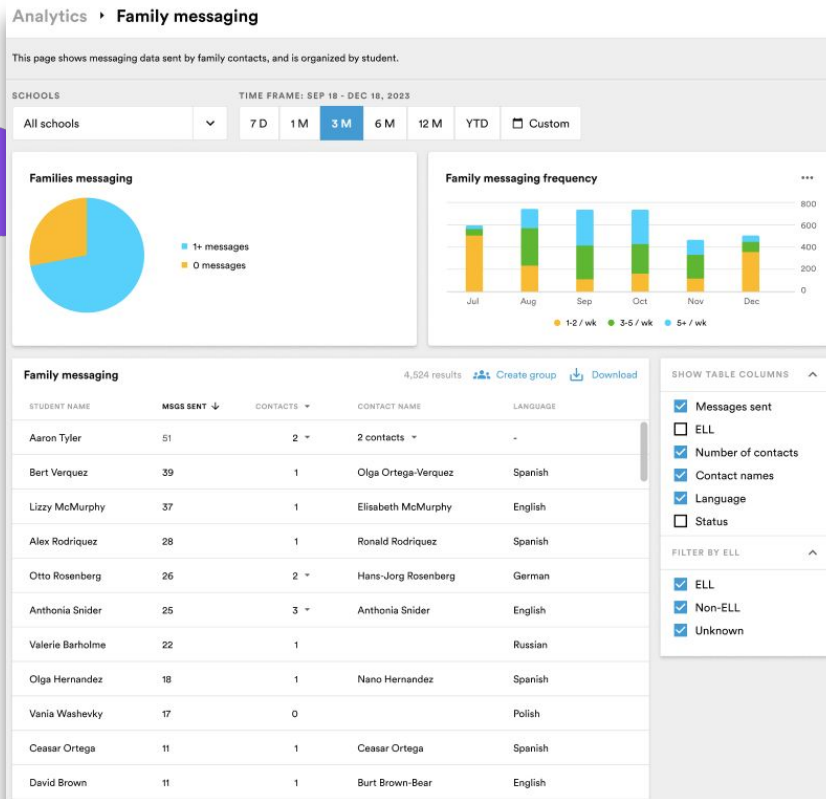 Analytics ▸ Family messaging
This page shows messaging data sent by family contacts, and is organized by student.
SCHOOLS
All schools
TIME FRAME: SEP 18 - DEC 18, 2023
7 D 1 M 3 M 6 M 12 M YTD Custom
Families messaging
1+ messages
0 messages
Family messaging frequency
800
600
400
200
0
Jul Aug Sep Oct Nov Dec
1-2 / wk 3-5 / wk 5+ / wk
Family messaging 4,524 results Create group Download
STUDENT NAME MSGS SENT ↓ CONTACTS CONTACT NAME LANGUAGE
Aaron Tyler 51 2 2 contacts -
Bert Verquez 39 1 Olga Ortega-Verquez Spanish
Lizzy McMurphy 37 1 Elisabeth McMurphy English
Alex Rodriquez 28 1 Ronald Rodriquez Spanish
Otto Rosenberg 26 2 Hans-Jorg Rosenberg German
Anthonia Snider 25 3 Anthonia Snider English
Valerie Barholme 22 1 Russian
Olga Hernandez 18 1 Nano Hernandez Spanish
Vania Washevky 17 0 Polish
Ceasar Ortega 11 1 Ceasar Ortega Spanish
David Brown 11 1 Burt Brown-Bear English
SHOW TABLE COLUMNS
Messages sent
ELL
Number of contacts
Contact names
Language
Status
FILTER BY ELL
ELL
Non-ELL
Unknown